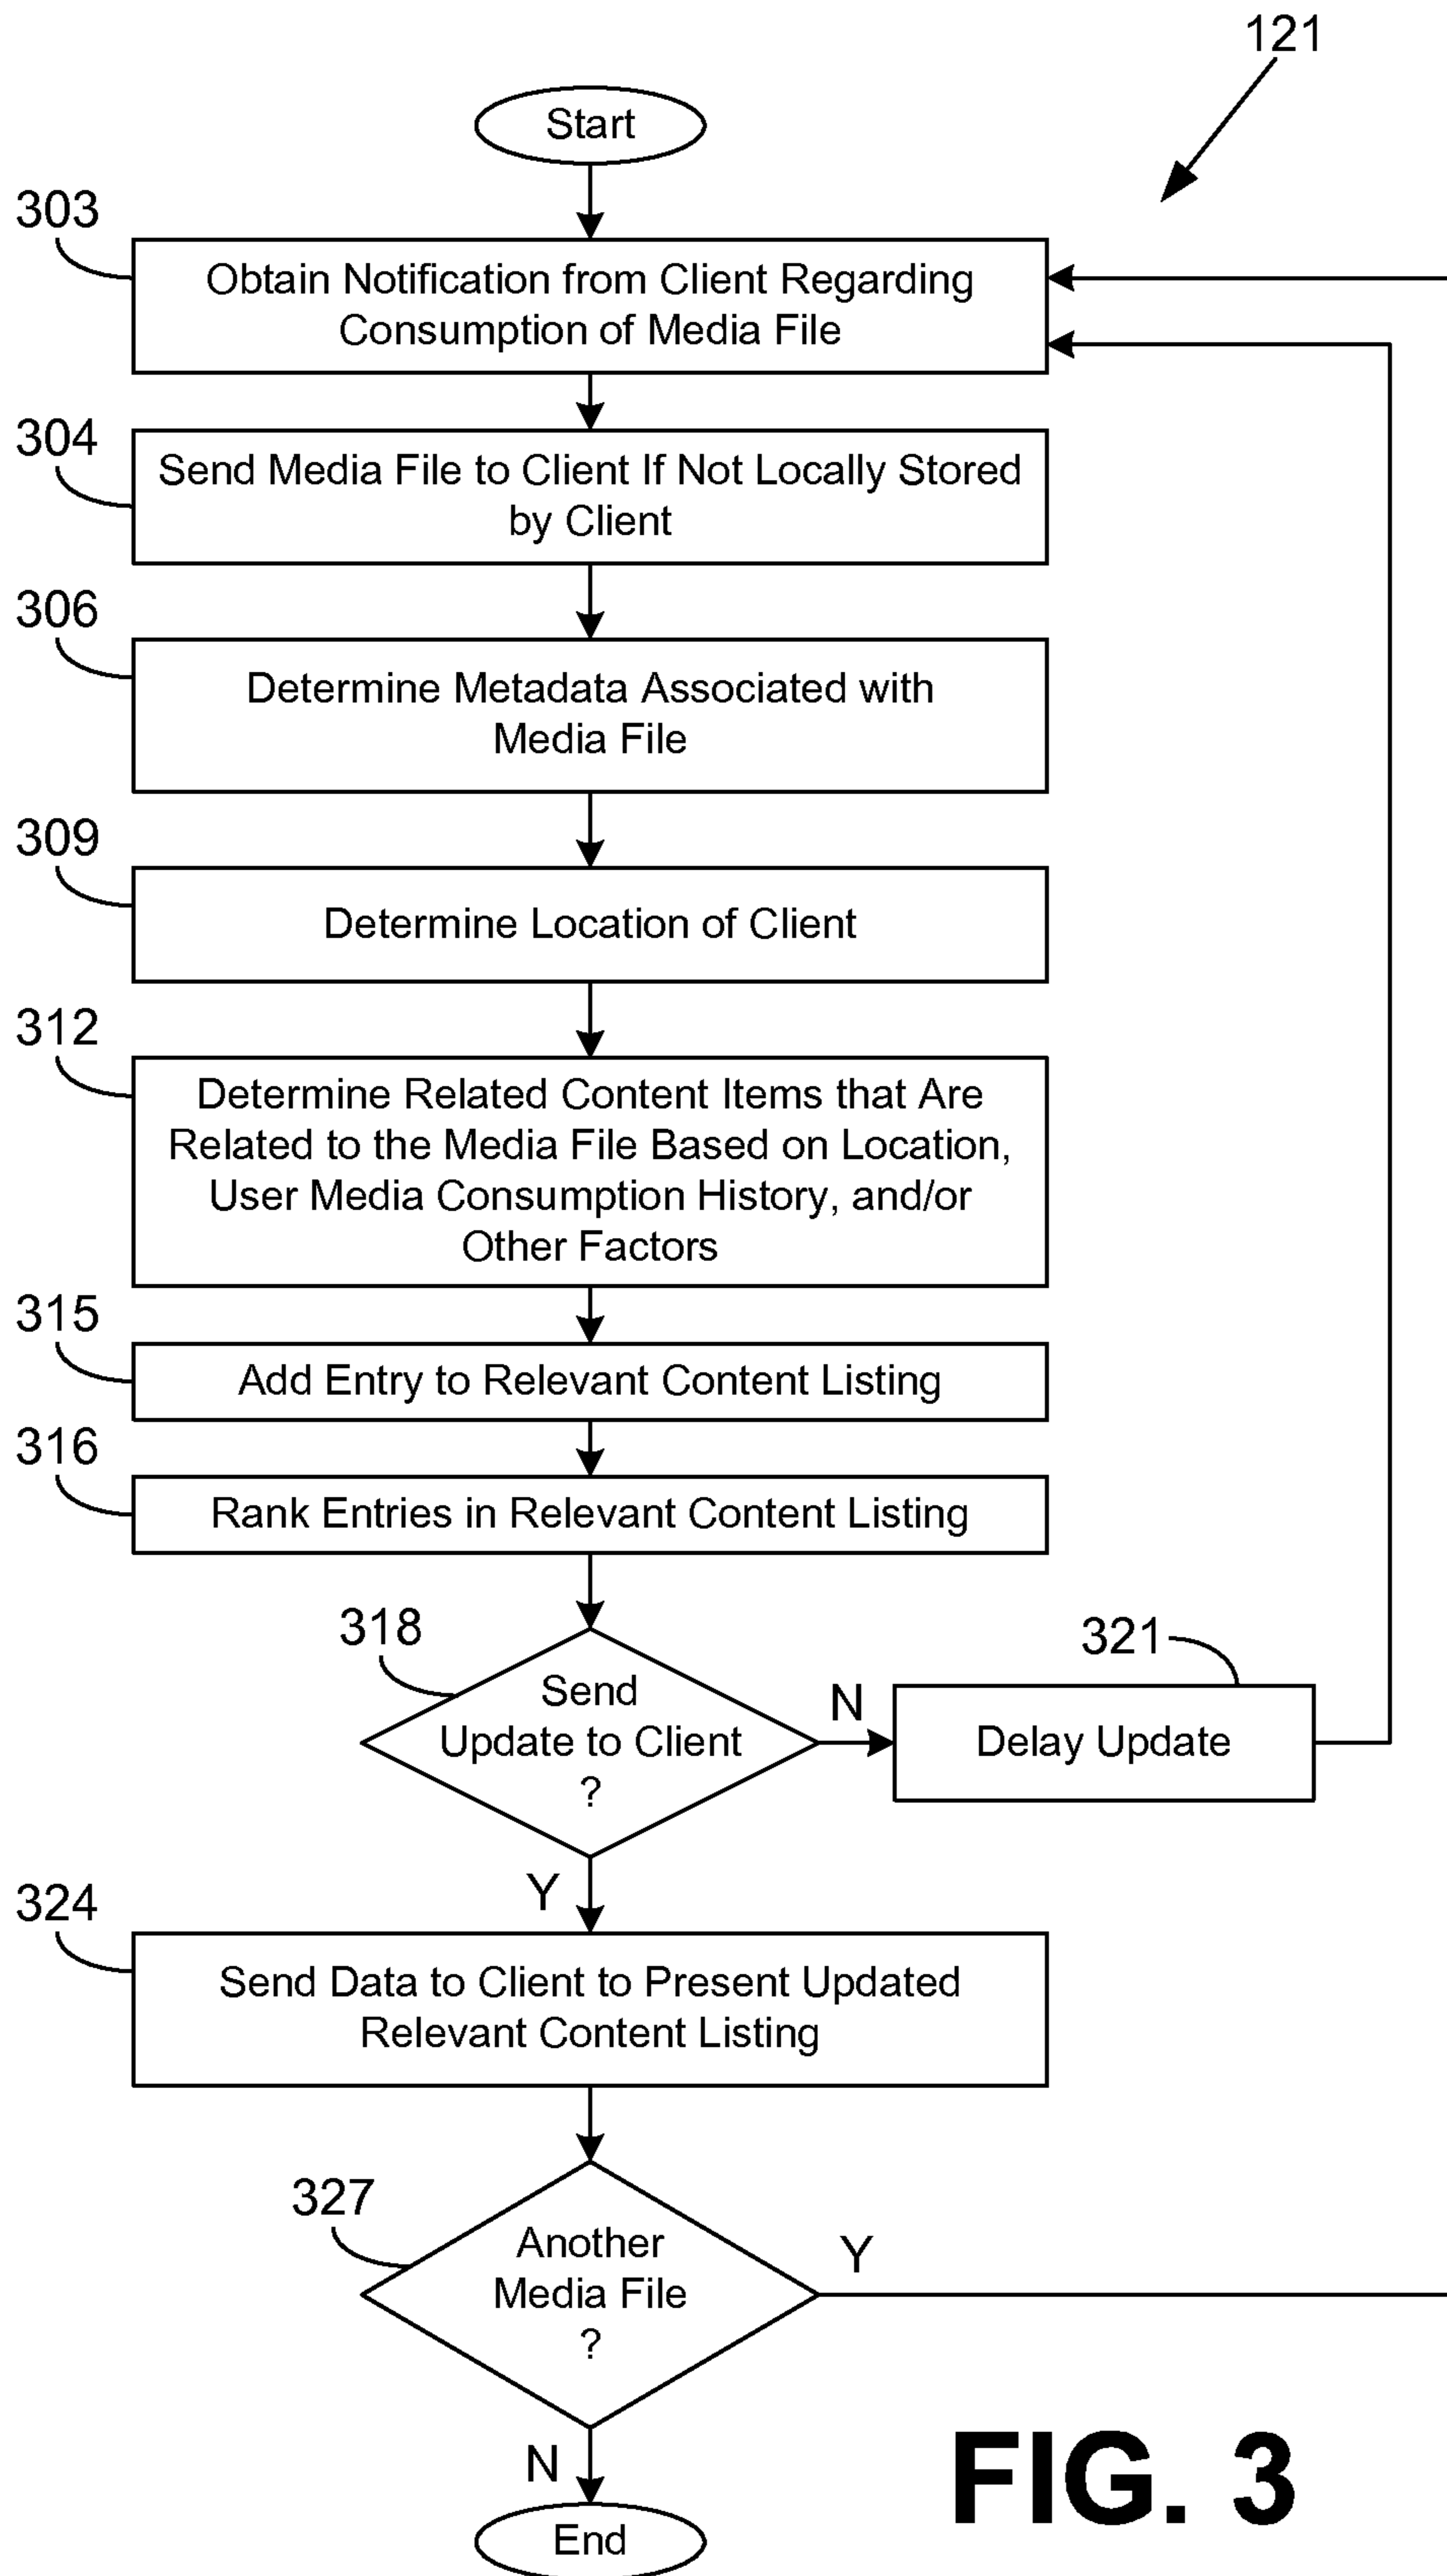 121
Start
303
Obtain Notification from Client Regarding
Consumption of Media File
304
Send Media File to Client If Not Locally Stored
by Client
306
Determine Metadata Associated with
Media File
309
Determine Location of Client
312
Determine Related Content Items that Are
Related to the Media File Based on Location,
User Media Consumption History, and/or
Other Factors
315
Add Entry to Relevant Content Listing
316
Rank Entries in Relevant Content Listing
318
Send
Update to Client
?
N
321
Delay Update
Y
324
Send Data to Client to Present Updated
Relevant Content Listing
327
Another
Media File
?
Y
N
End
FIG. 3